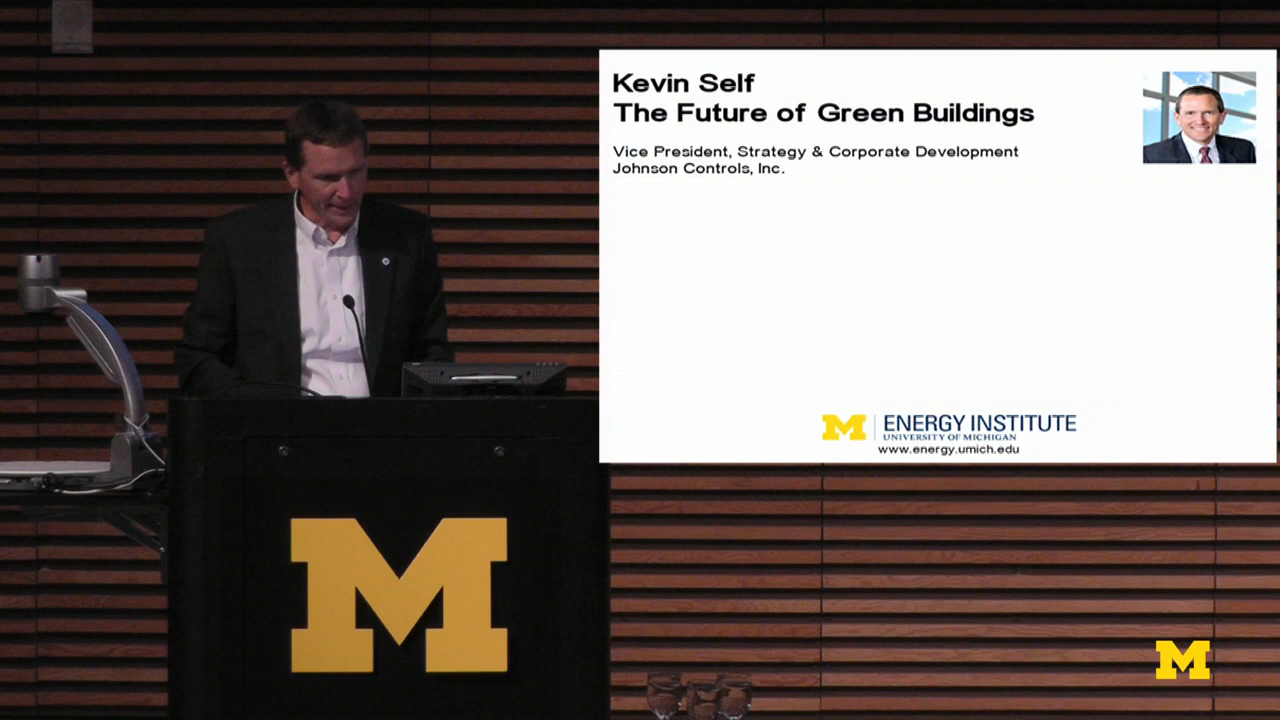 Kevin Self
The Future of Green Buildings
Vice President, Strategy & Corporate Development
Johnson Controls, Inc.
M ENERGY INSTITUTE
UNIVERSITY OF MICHIGAN
www.energy.umich.edu
M
M